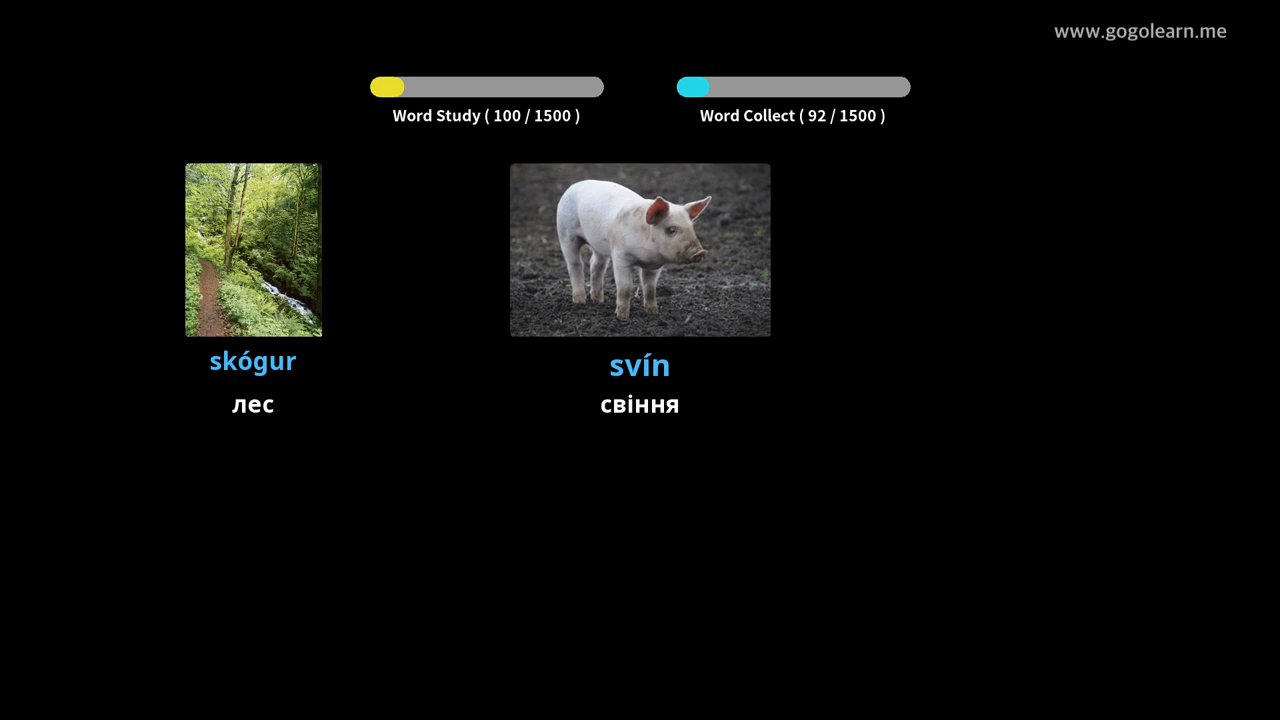 www.gogolearn.me
Word Study ( 100 / 1500 )
Word Collect ( 92 / 1500 )
skógur
лес
svín
свіння